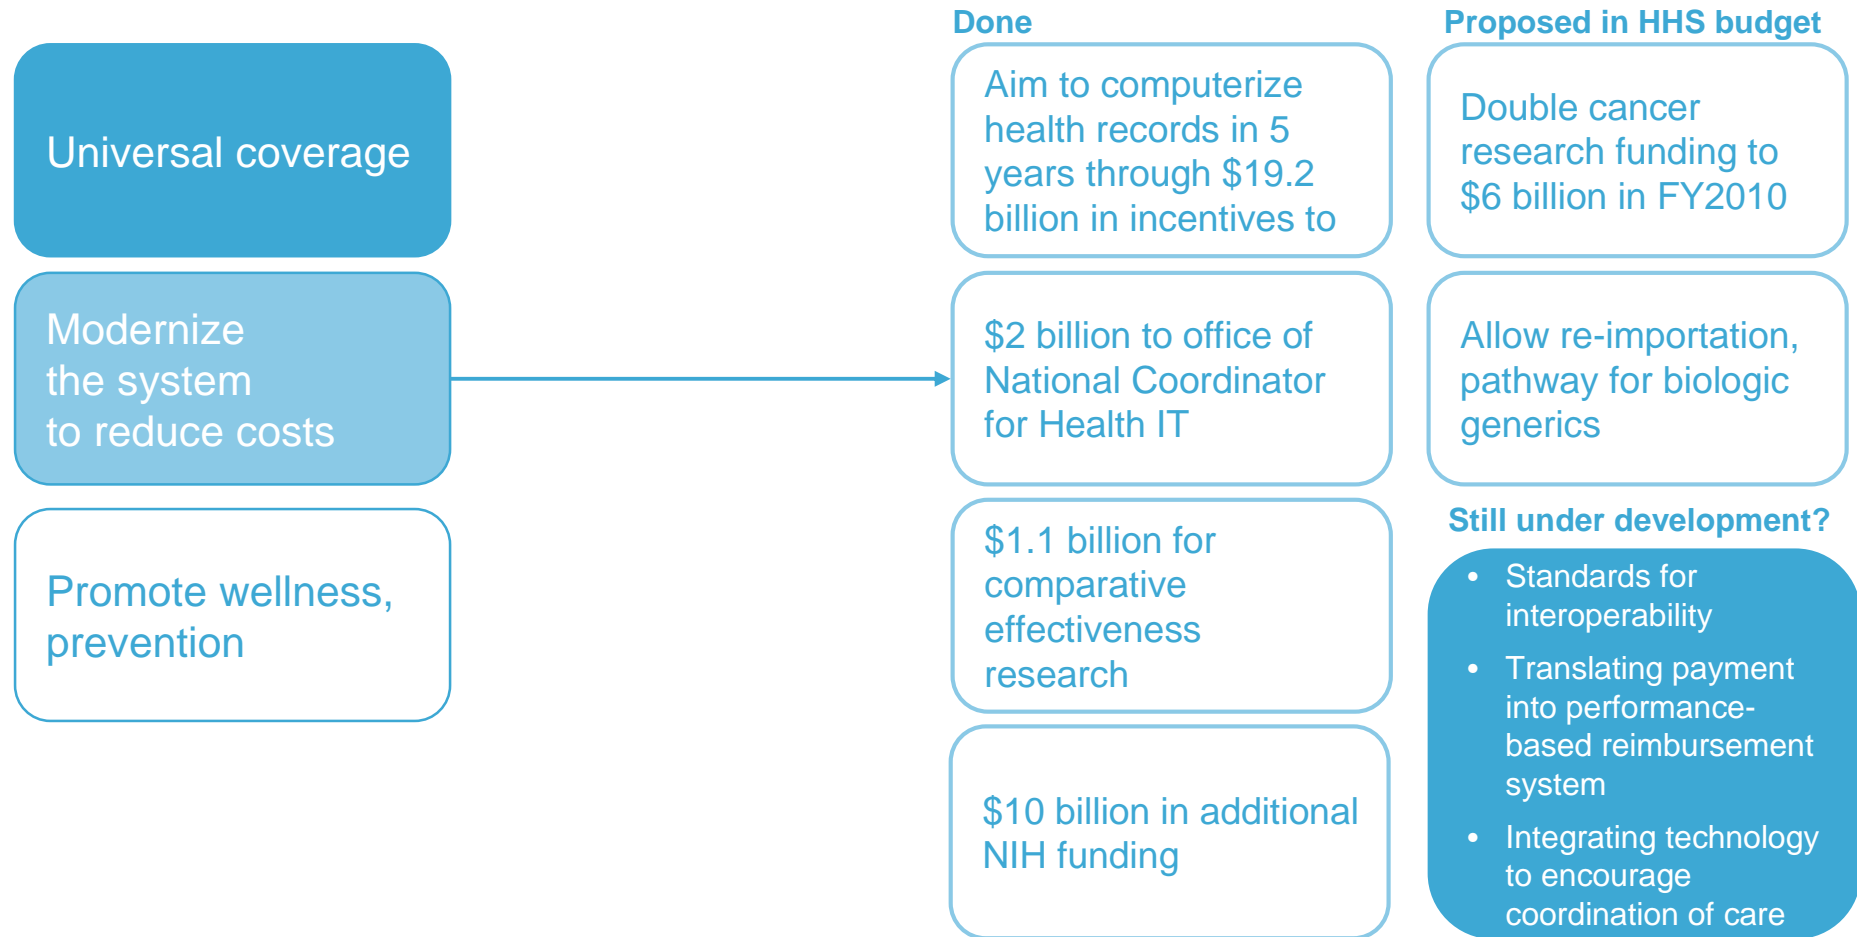 Universal coverage
Modernize
the system
to reduce costs
Promote wellness,
prevention
Done
Aim to computerize
health records in 5
years through $19.2
billion in incentives to
$2 billion to office of
National Coordinator
for Health IT
$1.1 billion for
comparative
effectiveness
research
$10 billion in additional
NIH funding
Proposed in HHS budget
Double cancer
research funding to
$6 billion in FY2010
Allow re-importation,
pathway for biologic
generics
Still under development?
• Standards for
interoperability
• Translating payment
into performance-
based reimbursement
system
• Integrating technology
to encourage
coordination of care